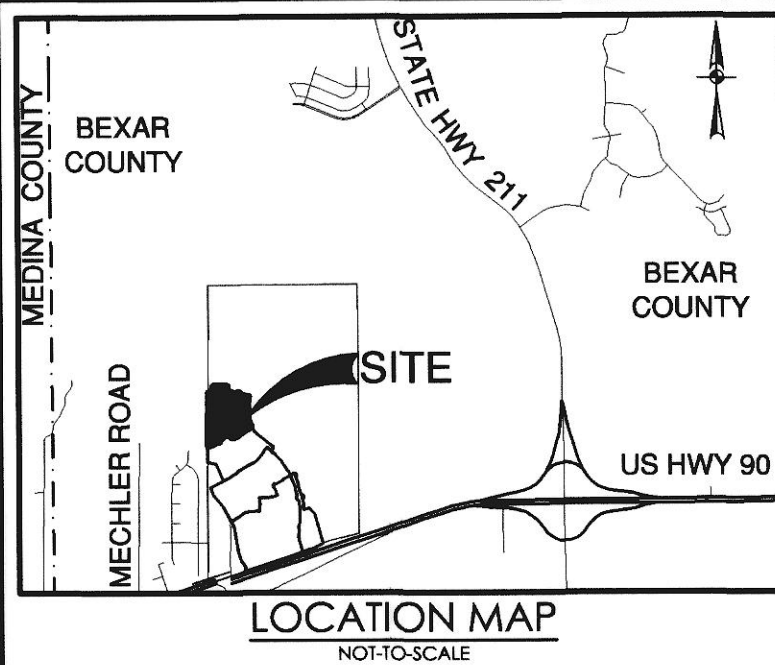 STATE HWY 211
MEDINA COUNTY
BEXAR
COUNTY
BEXAR
COUNTY
SITE
MECHLER ROAD
US HWY 90
LOCATION MAP
NOT-TO-SCALE